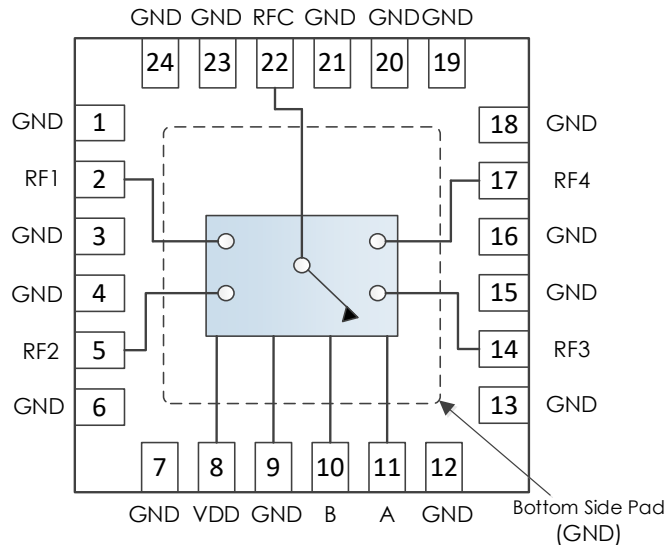 GND GND RFC GND GND GND
24 23 22 21 20 19
GND 1 18 GND
RF1 2 17 RF4
GND 3 16 GND
GND 4 15 GND
RF2 5 14 RF3
GND 6 13 GND
7 8 9 10 11 12
GND VDD GND B A GND
Bottom Side Pad
(GND)